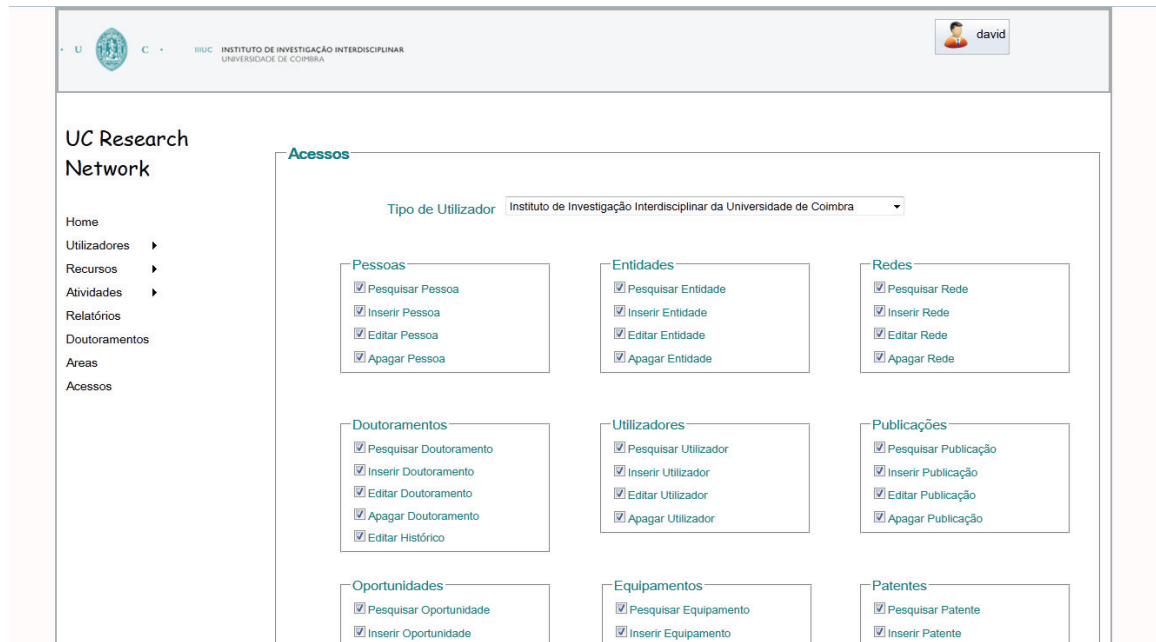 · U C ·
IIIUC INSTITUTO DE INVESTIGAÇÃO INTERDISCIPLINAR
UNIVERSIDADE DE COIMBRA
david
UC Research
Network
Home
Utilizadores
Recursos
Atividades
Relatórios
Doutoramentos
Areas
Acessos
Acessos
Tipo de Utilizador Instituto de Investigação Interdisciplinar da Universidade de Coimbra
Pessoas
Pesquisar Pessoa
Inserir Pessoa
Editar Pessoa
Apagar Pessoa
Entidades
Pesquisar Entidade
Inserir Entidade
Editar Entidade
Apagar Entidade
Redes
Pesquisar Rede
Inserir Rede
Editar Rede
Apagar Rede
Doutoramentos
Pesquisar Doutoramento
Inserir Doutoramento
Editar Doutoramento
Apagar Doutoramento
Editar Histórico
Utilizadores
Pesquisar Utilizador
Inserir Utilizador
Editar Utilizador
Apagar Utilizador
Publicações
Pesquisar Publicação
Inserir Publicação
Editar Publicação
Apagar Publicação
Oportunidades
Pesquisar Oportunidade
Inserir Oportunidade
Equipamentos
Pesquisar Equipamento
Inserir Equipamento
Patentes
Pesquisar Patente
Inserir Patente